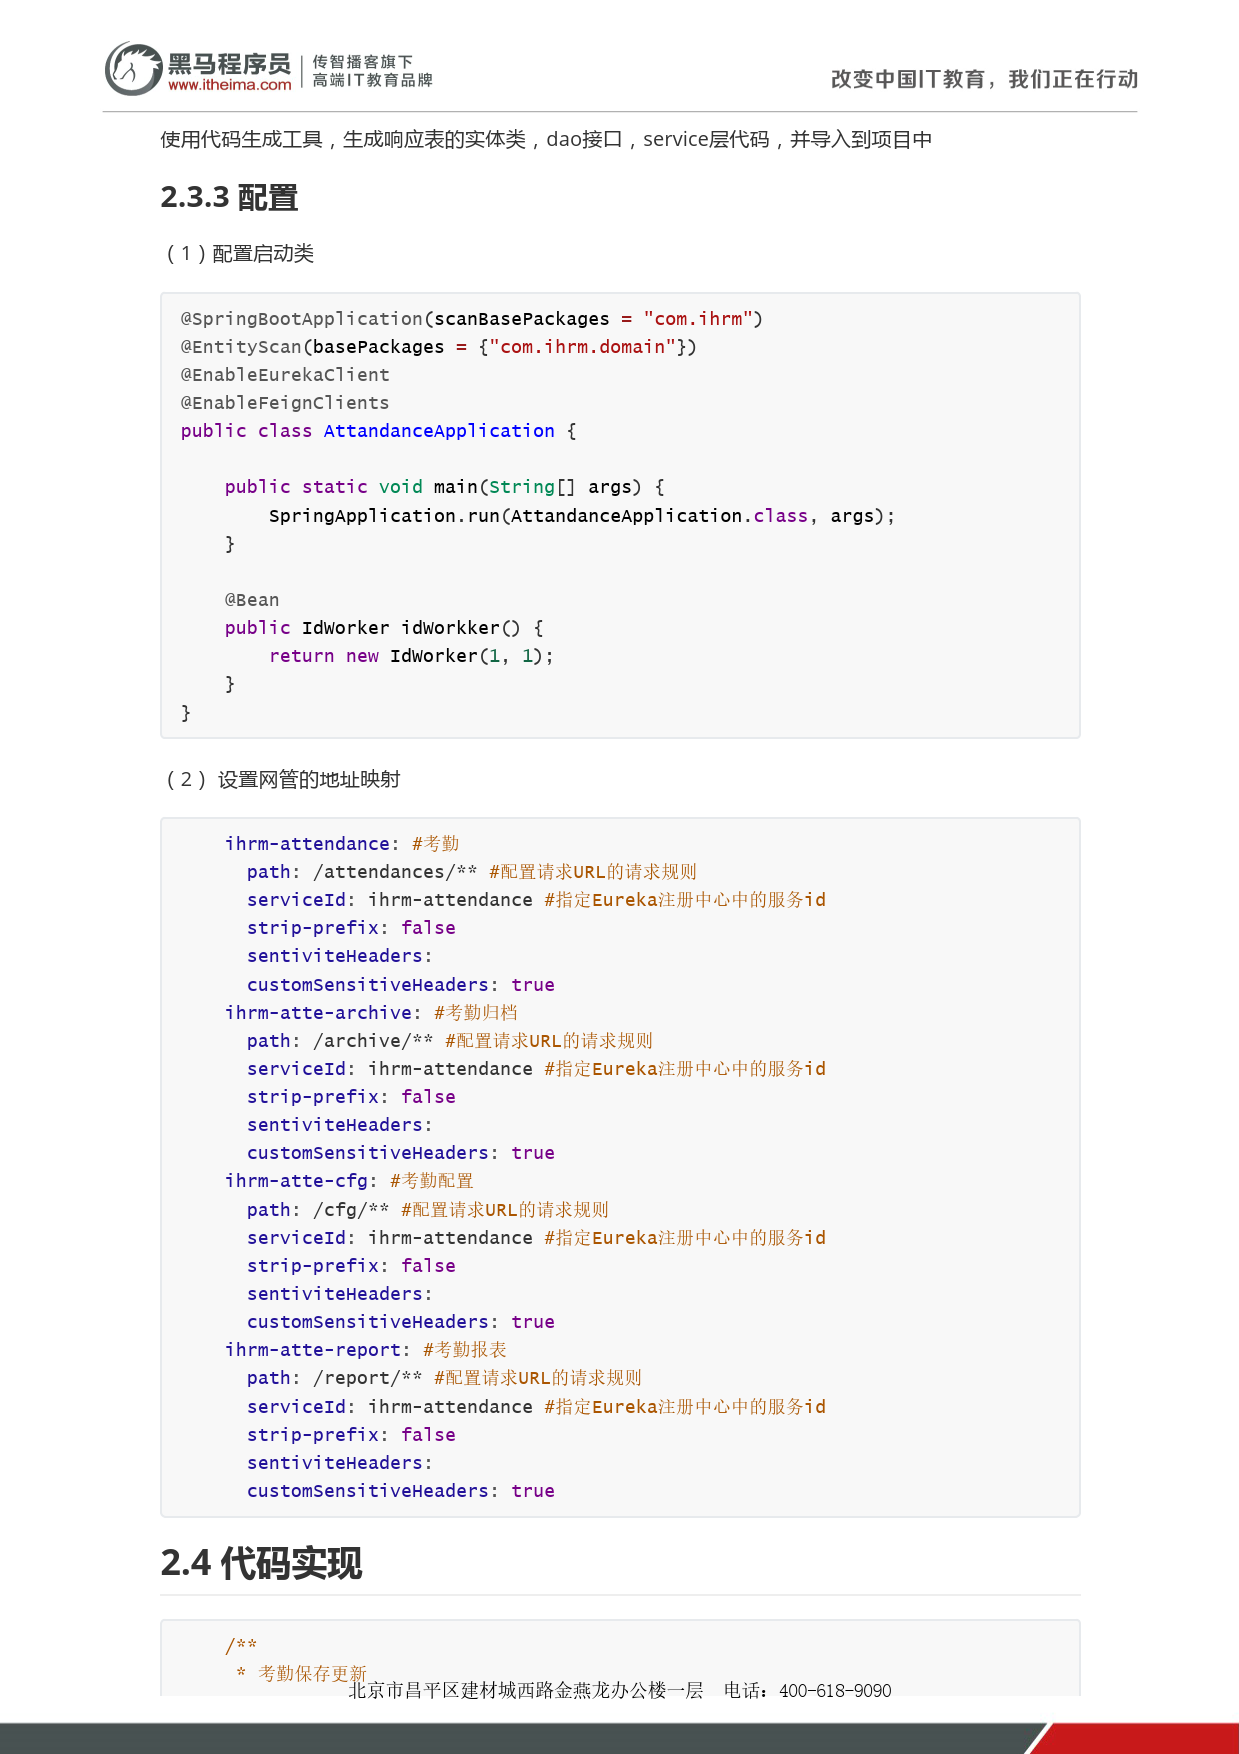 黑马程序员
www.itheima.com
传智播客旗下
高端IT教育品牌
改变中国IT教育，我们正在行动
使用代码生成工具，生成响应表的实体类，dao接口，service层代码，并导入到项目中
2.3.3 配置
（1）配置启动类
@SpringBootApplication(scanBasePackages = "com.ihrm")
@EntityScan(basePackages = {"com.ihrm.domain"})
@EnableEurekaClient
@EnableFeignClients
public class AttandanceApplication {
    public static void main(String[] args) {
        SpringApplication.run(AttandanceApplication.class, args);
    }
    @Bean
    public IdWorker idWorkker() {
        return new IdWorker(1, 1);
    }
}
（2） 设置网管的地址映射
    ihrm-attendance: #考勤
      path: /attendances/** #配置请求URL的请求规则
      serviceId: ihrm-attendance #指定Eureka注册中心中的服务id
      strip-prefix: false
      sentiviteHeaders:
      customSensitiveHeaders: true
    ihrm-atte-archive: #考勤归档
      path: /archive/** #配置请求URL的请求规则
      serviceId: ihrm-attendance #指定Eureka注册中心中的服务id
      strip-prefix: false
      sentiviteHeaders:
      customSensitiveHeaders: true
    ihrm-atte-cfg: #考勤配置
      path: /cfg/** #配置请求URL的请求规则
      serviceId: ihrm-attendance #指定Eureka注册中心中的服务id
      strip-prefix: false
      sentiviteHeaders:
      customSensitiveHeaders: true
    ihrm-atte-report: #考勤报表
      path: /report/** #配置请求URL的请求规则
      serviceId: ihrm-attendance #指定Eureka注册中心中的服务id
      strip-prefix: false
      sentiviteHeaders:
      customSensitiveHeaders: true
2.4 代码实现
    /**
     * 考勤保存更新
北京市昌平区建材城西路金燕龙办公楼一层 电话：400-618-9090